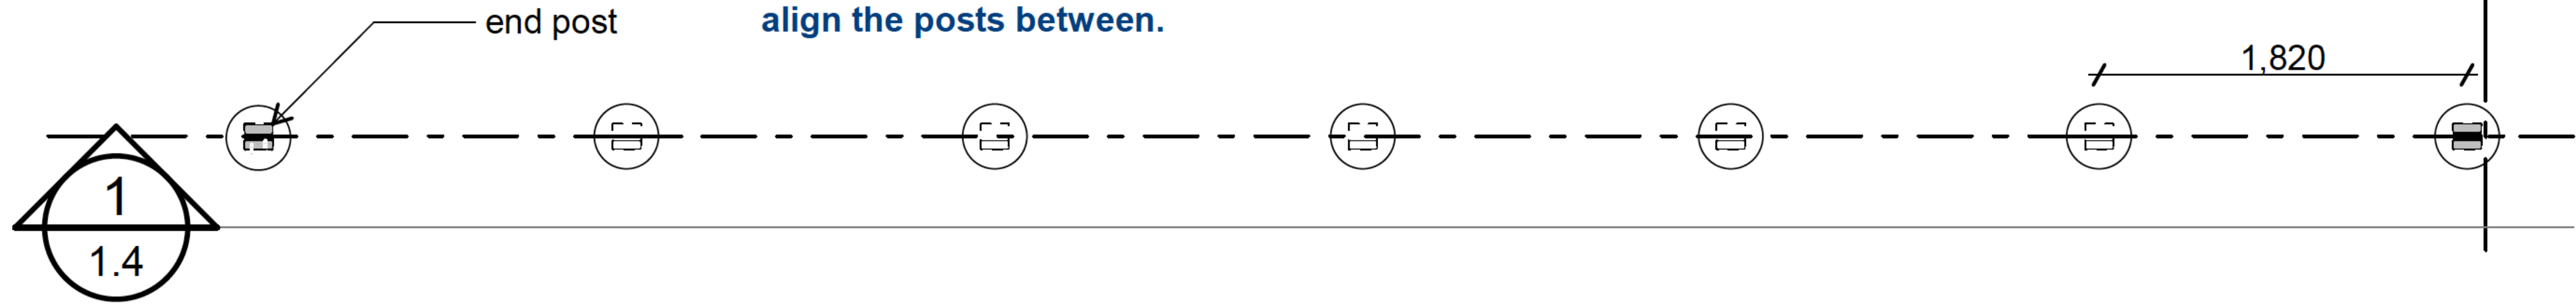 end post
align the posts between.
1,820
1
1.4